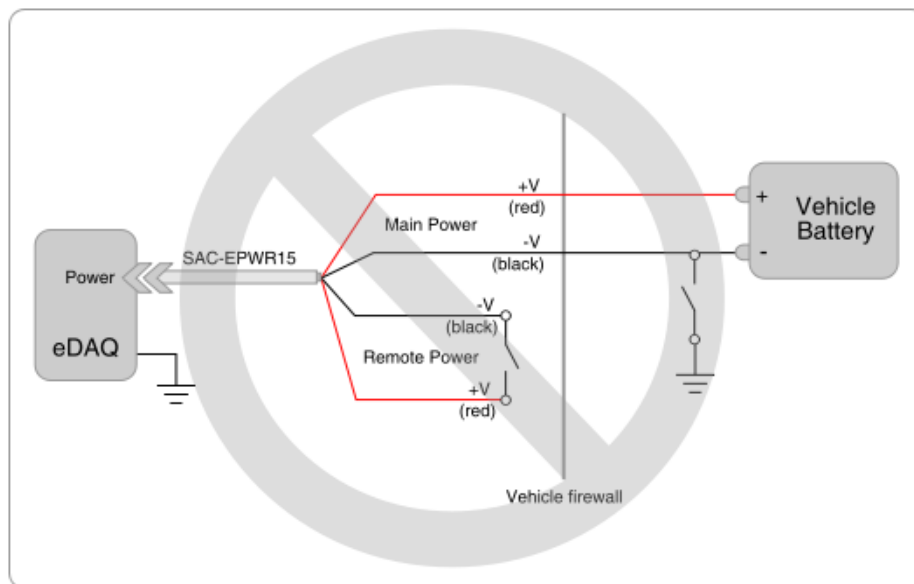 +V
(red)
Main Power
-V
(black)
+
-
Vehicle
Battery
SAC-EPWR15
Power
eDAQ
-V
(black)
Remote Power
+V
(red)
Vehicle firewall